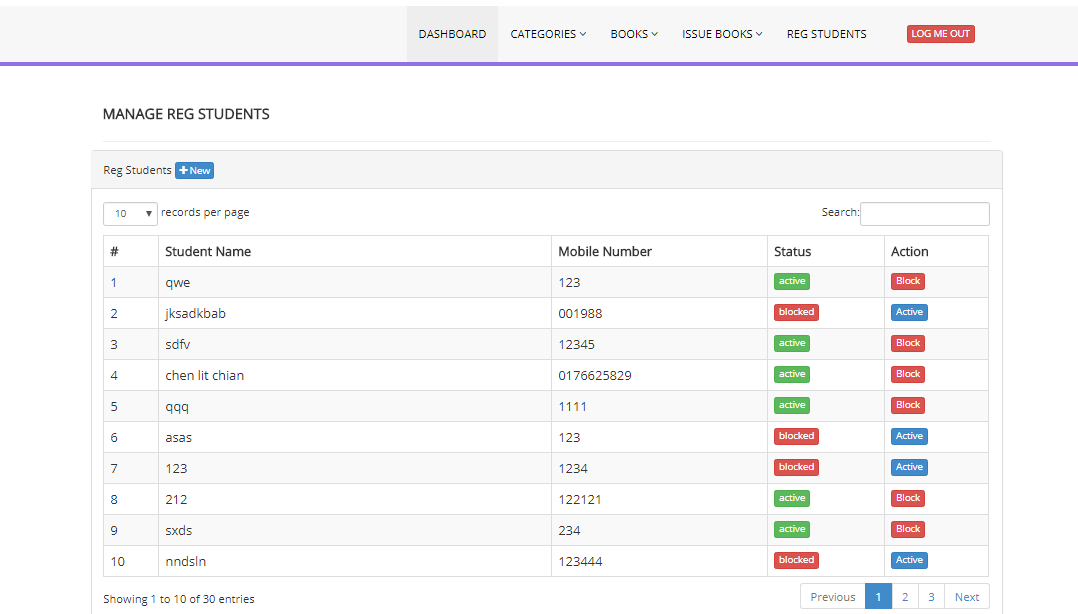 DASHBOARD CATEGORIES BOOKS ISSUE BOOKS REG STUDENTS LOG ME OUT
MANAGE REG STUDENTS
Reg Students New
10 records per page Search:
# Student Name Mobile Number Status Action
1 qwe 123 active Block
2 jksadkbab 001988 blocked Active
3 sdfv 12345 active Block
4 chen lit chian 0176625829 active Block
5 qqq 1111 active Block
6 asas 123 blocked Active
7 123 1234 blocked Active
8 212 122121 active Block
9 sxds 234 active Block
10 nndsln 123444 blocked Active
Showing 1 to 10 of 30 entries Previous 1 2 3 Next